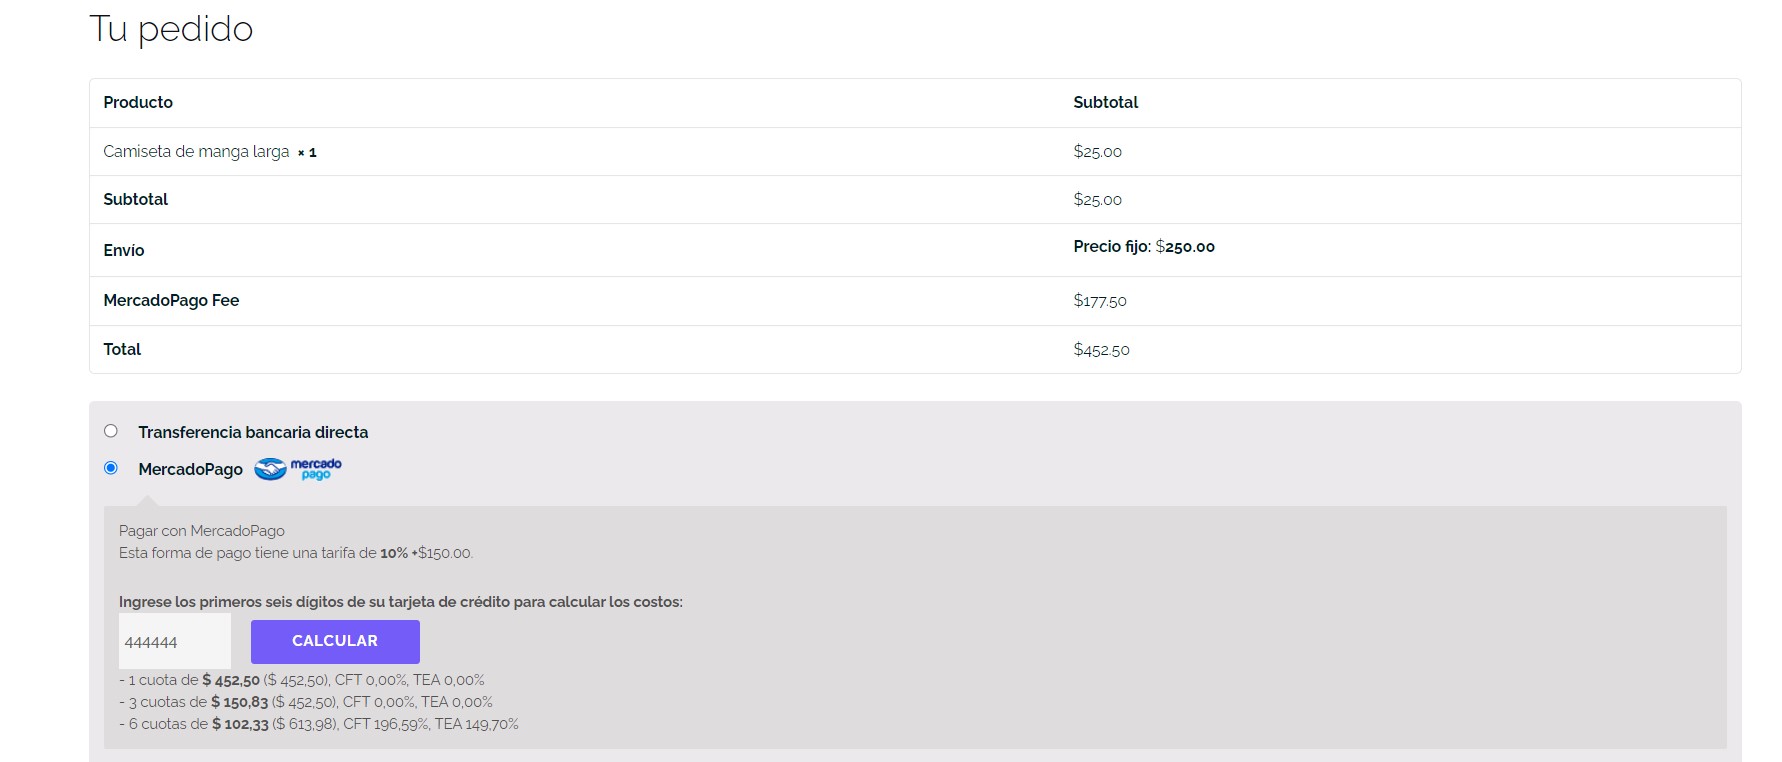 Tu pedido
Producto Subtotal
Camiseta de manga larga × 1 $25.00
Subtotal $25.00
Envío Precio fijo: $250.00
MercadoPago Fee $177.50
Total $452.50
Transferencia bancaria directa
MercadoPago mercado pago
Pagar con MercadoPago
Esta forma de pago tiene una tarifa de 10% +$150.00.
Ingrese los primeros seis dígitos de su tarjeta de crédito para calcular los costos:
444444 CALCULAR
- 1 cuota de $ 452,50 ($ 452,50), CFT 0,00%, TEA 0,00%
- 3 cuotas de $ 150,83 ($ 452,50), CFT 0,00%, TEA 0,00%
- 6 cuotas de $ 102,33 ($ 613,98), CFT 196,59%, TEA 149,70%